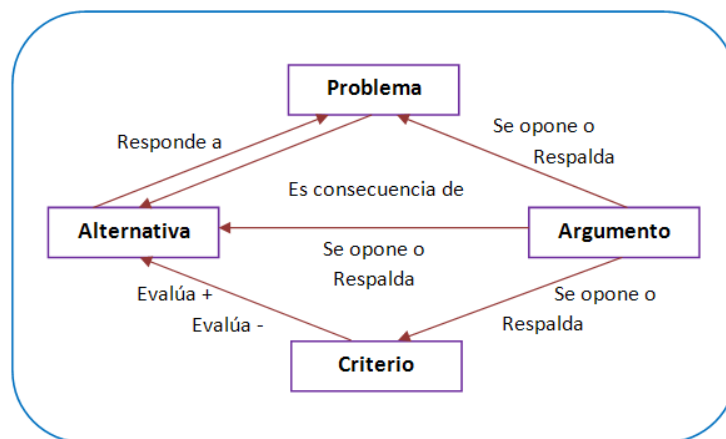 Problema
Se opone o
Respalda
Responde a
Es consecuencia de
Alternativa
Argumento
Se opone o
Respalda
Evalúa +
Evalúa -
Se opone o
Respalda
Criterio